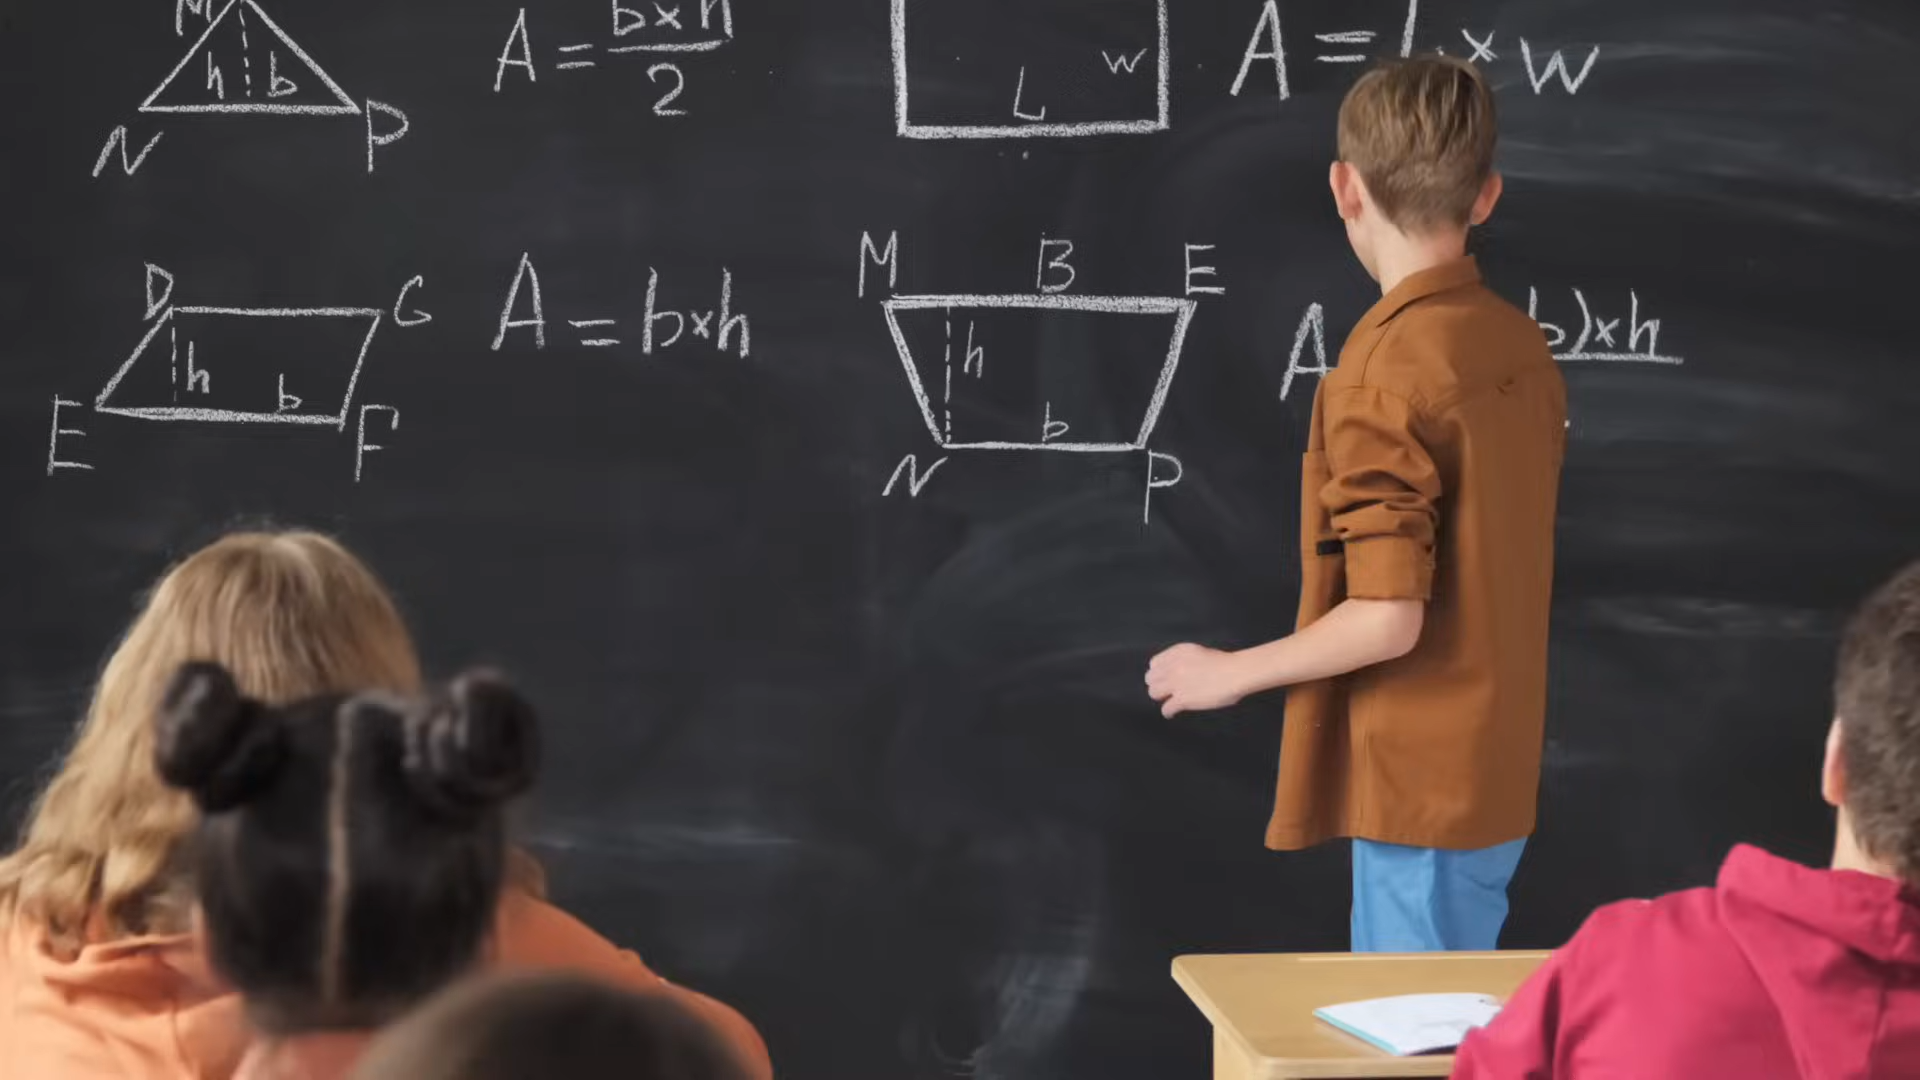 M
h b
N P
A = b×h
2
L w
A = L × w
D G
h b
E F
A = b×h
M B E
h
b
N P
A b)×h